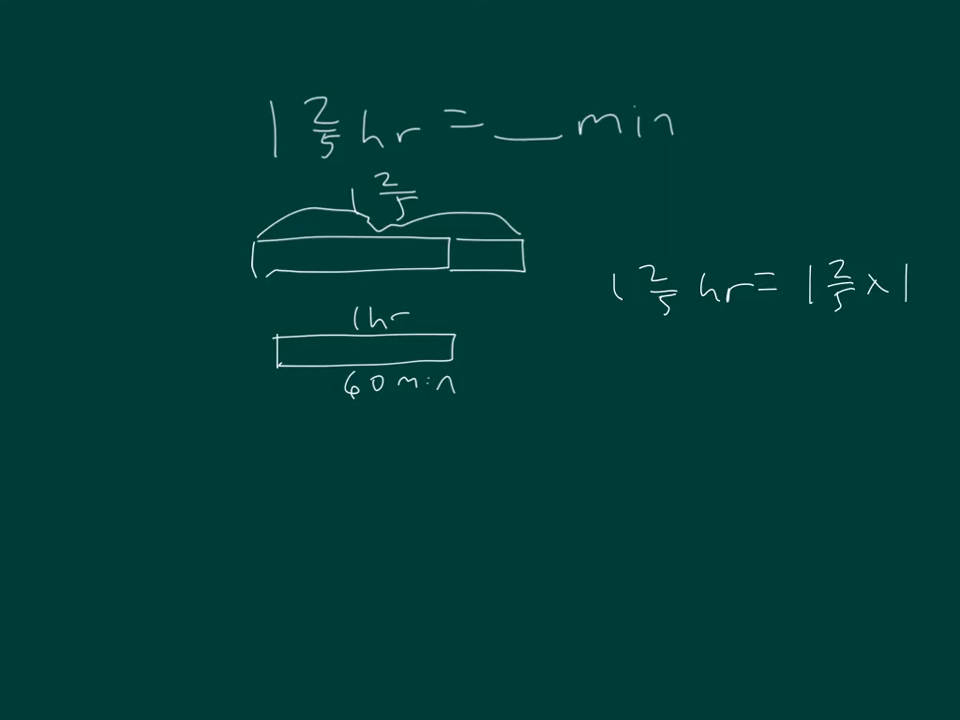 1 2/5 hr = __ min
1 2/5
1 2/5 hr = 1 2/5 x 1
1hr
60 min